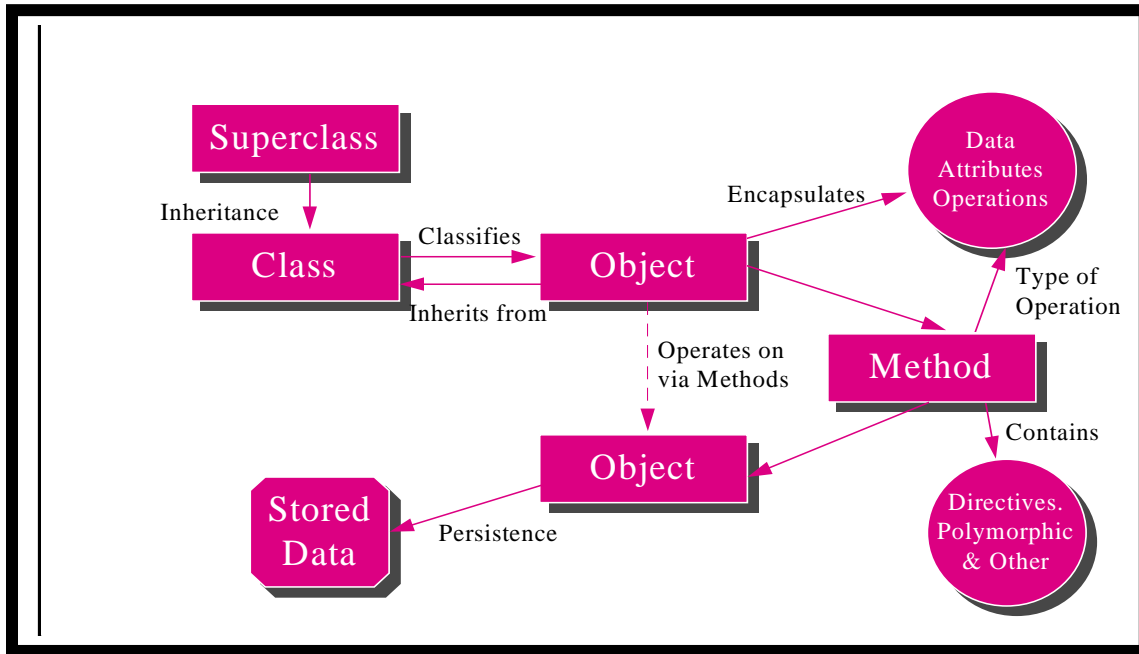 Superclass
Inheritance
Class
Classifies
Inherits from
Object
Encapsulates
Data
Attributes
Operations
Type of
Operation
Method
Operates on
via Methods
Contains
Object
Directives.
Polymorphic
& Other
Persistence
Stored
Data